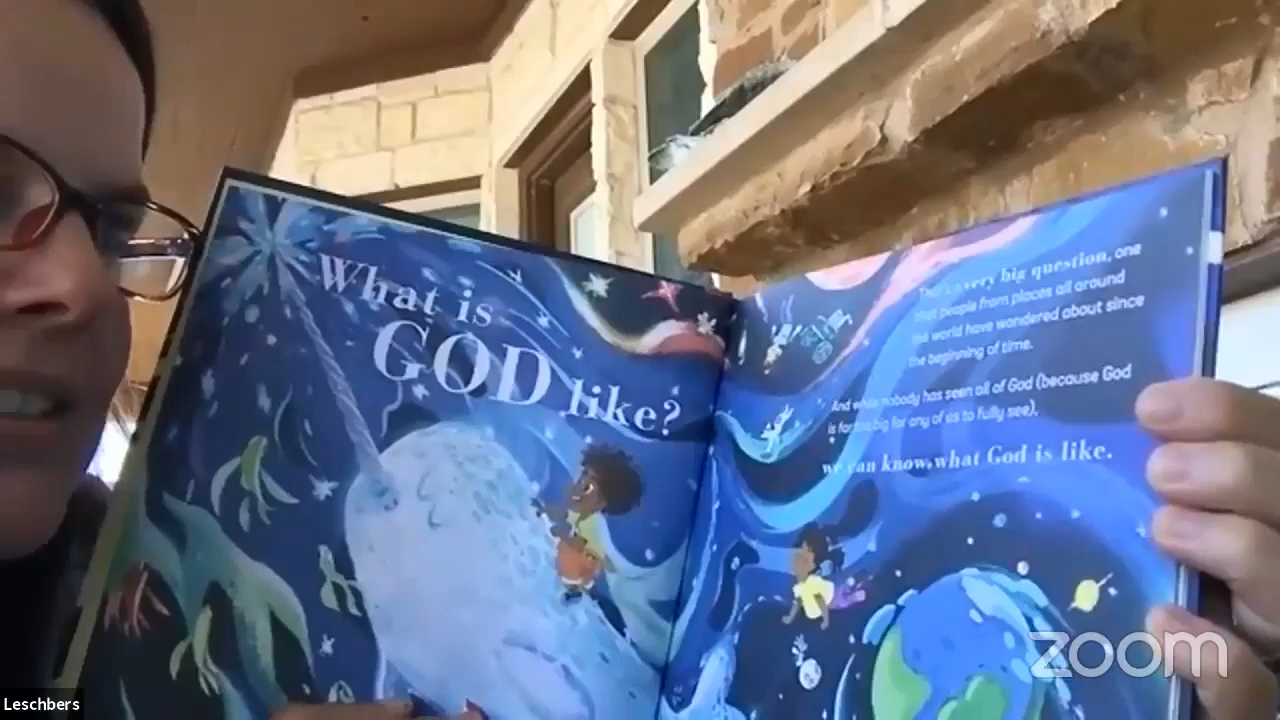 What is
GOD like?
very big question, one
that people from places all around
the world have wondered about since
the beginning of time.
And while nobody has seen all of God (because God
is far too big for any of us to fully see),
we can know what God is like.
zoom
Leschbers